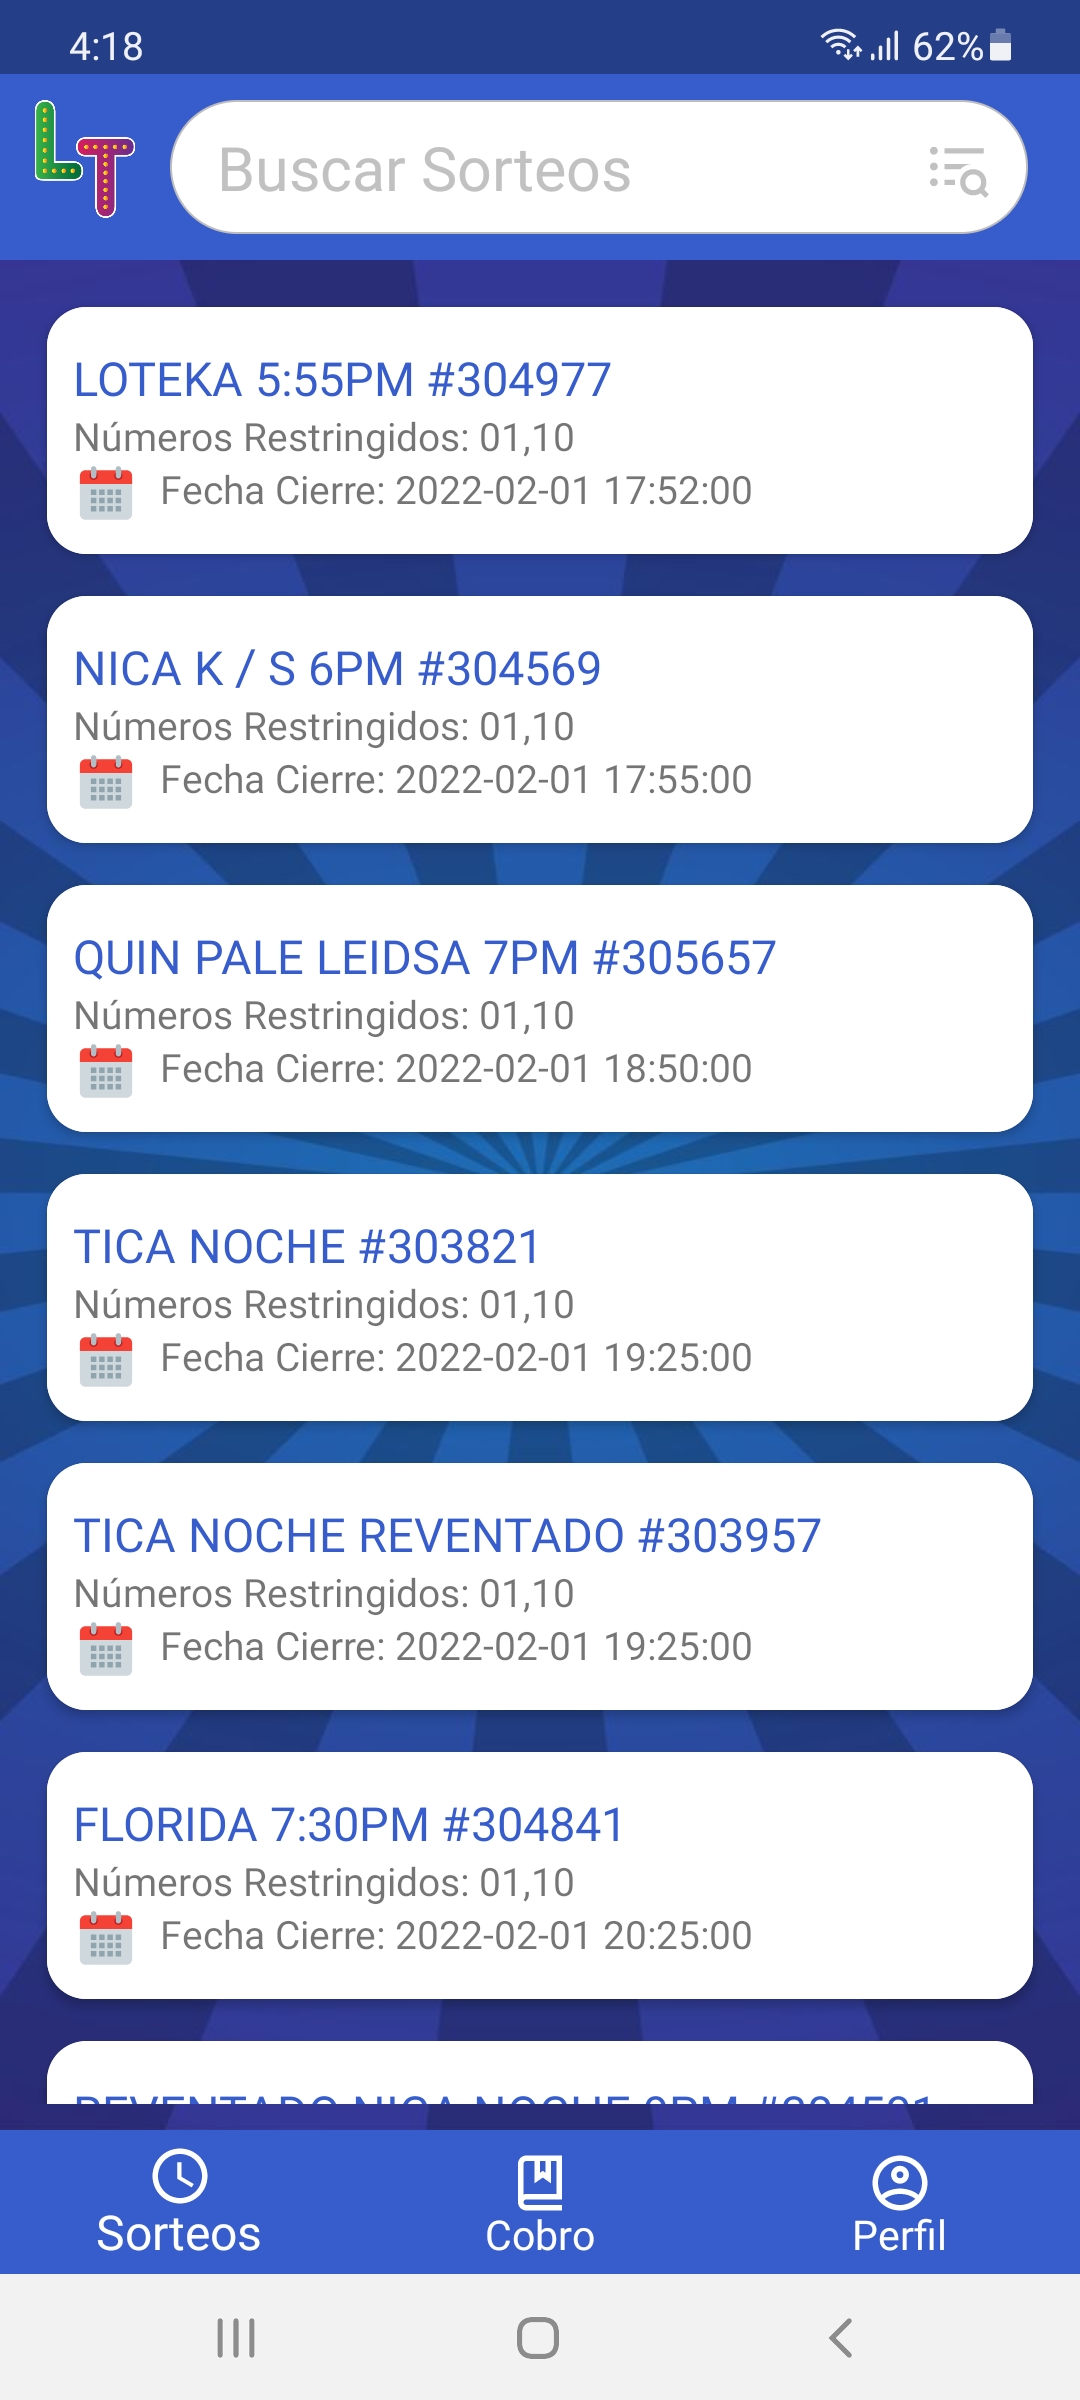 4:18
62%
LT
Buscar Sorteos
LOTEKA 5:55PM #304977
Números Restringidos: 01,10
Fecha Cierre: 2022-02-01 17:52:00
NICA K / S 6PM #304569
Números Restringidos: 01,10
Fecha Cierre: 2022-02-01 17:55:00
QUIN PALE LEIDSA 7PM #305657
Números Restringidos: 01,10
Fecha Cierre: 2022-02-01 18:50:00
TICA NOCHE #303821
Números Restringidos: 01,10
Fecha Cierre: 2022-02-01 19:25:00
TICA NOCHE REVENTADO #303957
Números Restringidos: 01,10
Fecha Cierre: 2022-02-01 19:25:00
FLORIDA 7:30PM #304841
Números Restringidos: 01,10
Fecha Cierre: 2022-02-01 20:25:00
REVENTADO NICA NOCHE
Sorteos
Cobro
Perfil